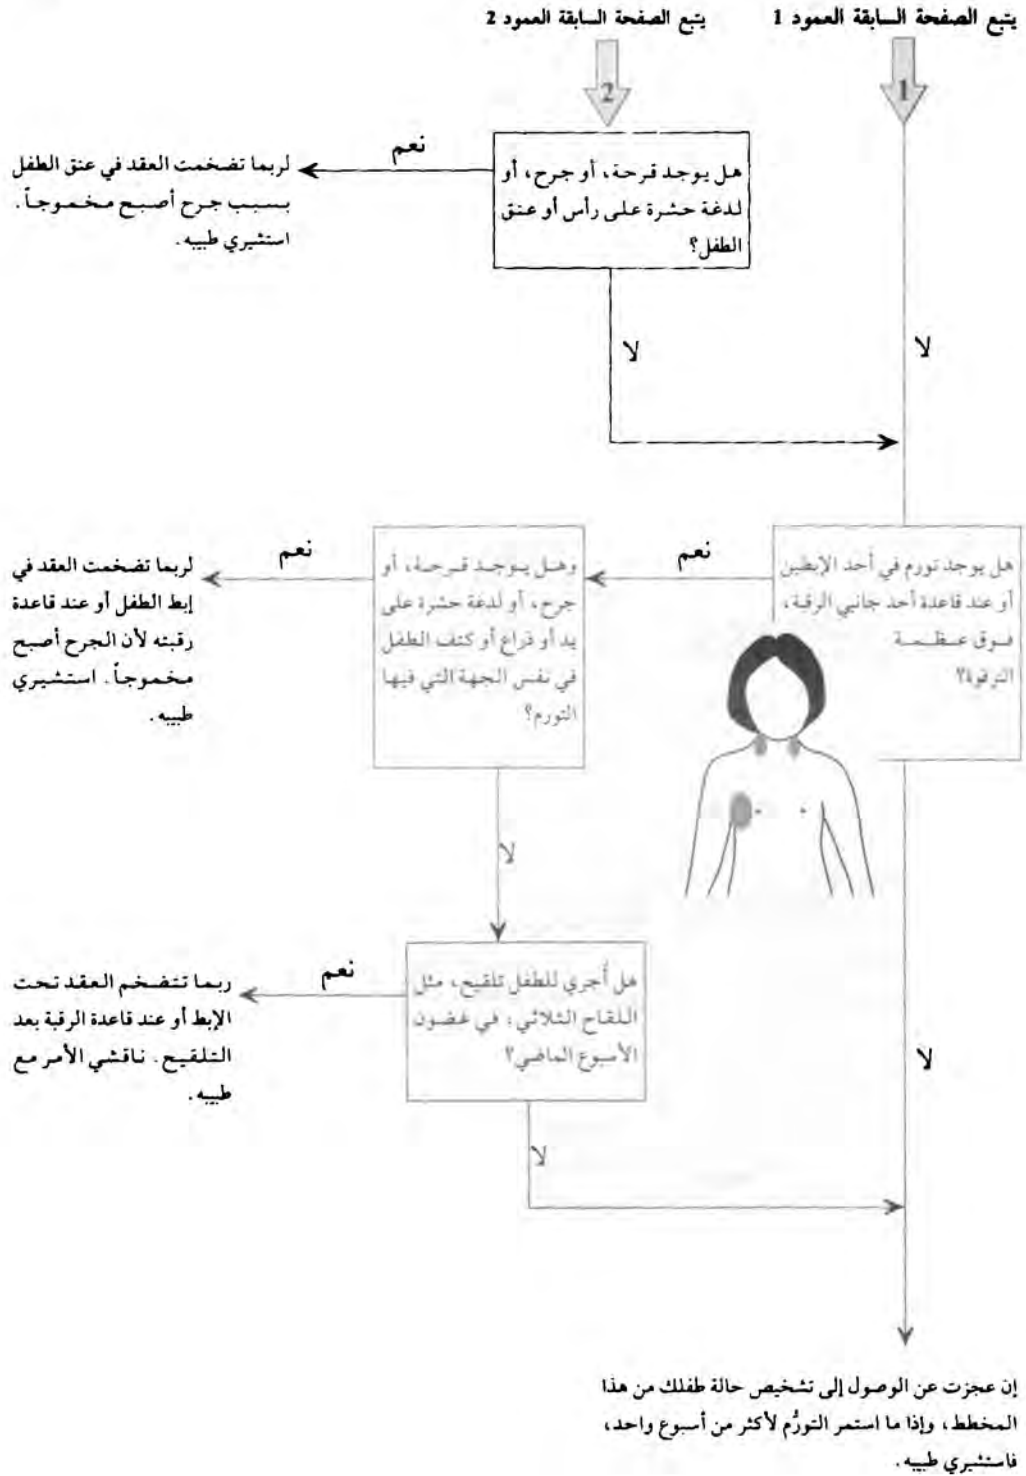 يتبع الصفحة السابقة العمود 1
يتبع الصفحة السابقة العمود 2
1
2
هل يوجد قرحة، أو جرح، أو
لدغة حشرة على رأس أو عنق
الطفل؟
نعم
لربما تضخمت العقد في عنق الطفل
بسبب جرح أصبح مخموجاً.
استشيري طبيبه.
لا
لا
هل يوجد تورم في أحد الإبطين
أو عند قاعدة أحد جانبي الرقبة،
فوق عظمة
الترقوة؟
نعم
وهل يوجد قرحة، أو
جرح، أو لدغة حشرة على
يد أو ذراع أو كتف الطفل
في نفس الجهة التي فيها
التورم؟
نعم
لربما تضخمت العقد في
إبط الطفل أو عند قاعدة
رقبته لأن الجرح أصبح
مخموجاً. استشيري
طبيبه.
لا
هل أُجري للطفل تلقيح، مثل
اللقاح الثلاثي، في غضون
الأسبوع الماضي؟
نعم
ربما تتضخم العقد تحت
الإبط أو عند قاعدة الرقبة بعد
التلقيح. ناقشي الأمر مع
طبيبه.
لا
لا
إن عجزت عن الوصول إلى تشخيص حالة طفلك من هذا
المخطط، وإذا ما استمر التورُّم لأكثر من أسبوع واحد،
فاستشيري طبيبه.